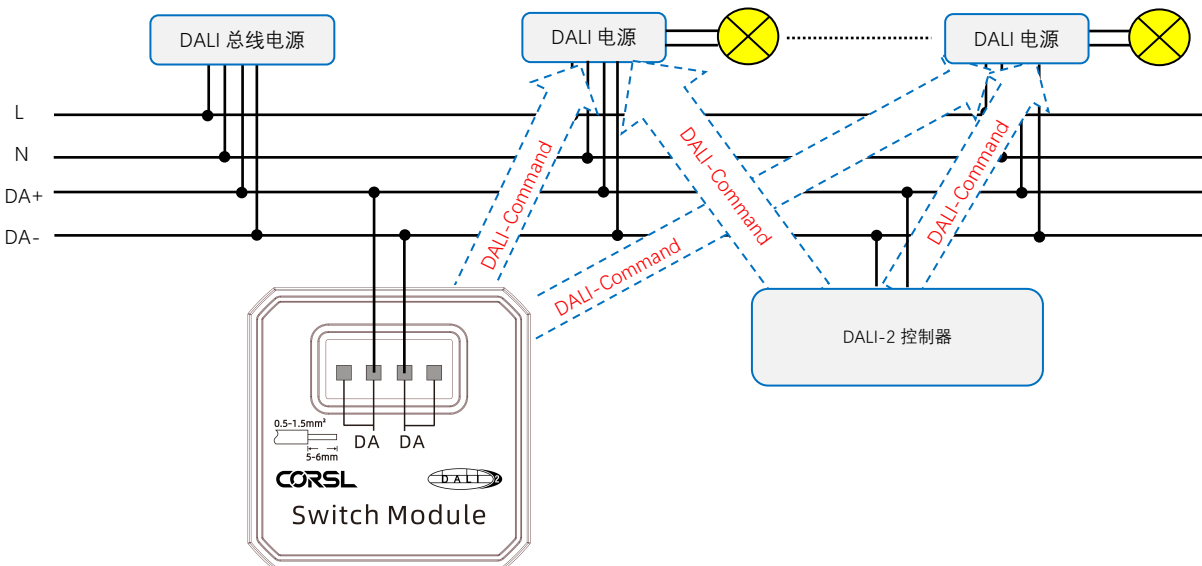 DALI 总线电源
DALI 电源
DALI 电源
L
N
DA+
DA-
DALI-Command
DALI-Command
DALI-Command
DALI-Command
DALI-2 控制器
0.5-1.5mm²
5-6mm
DA DA
CORSL
DALI 2
Switch Module